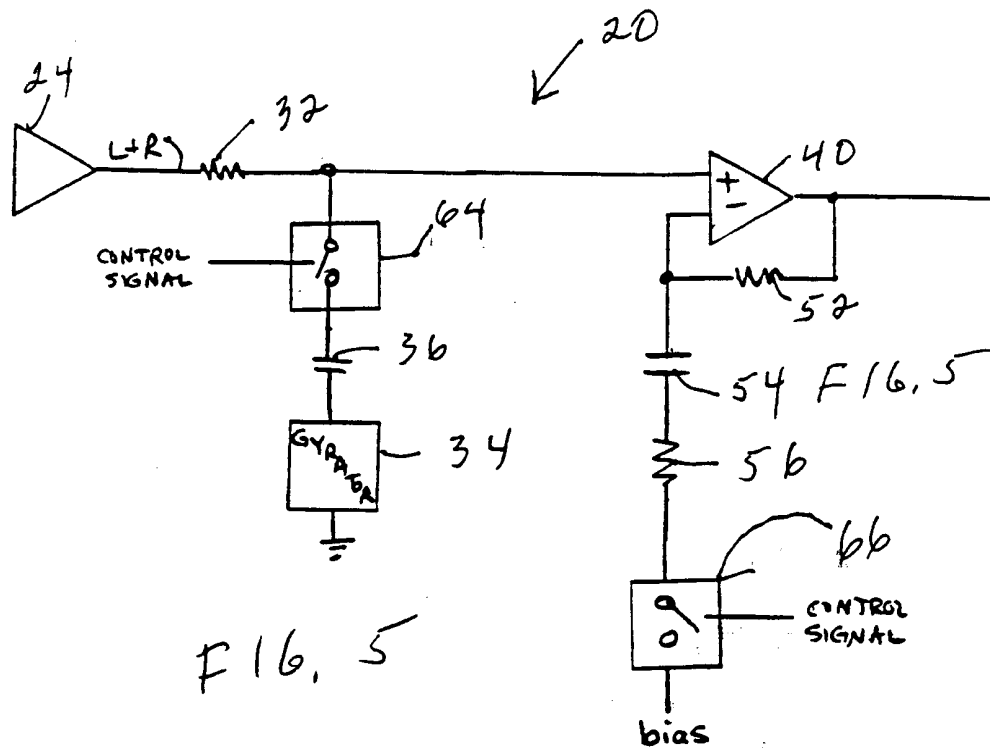 20
24
L+R
32
40
+
-
64
CONTROL
SIGNAL
52
36
54
FIG. 5
GYRATOR
34
56
66
CONTROL
SIGNAL
FIG. 5
bias